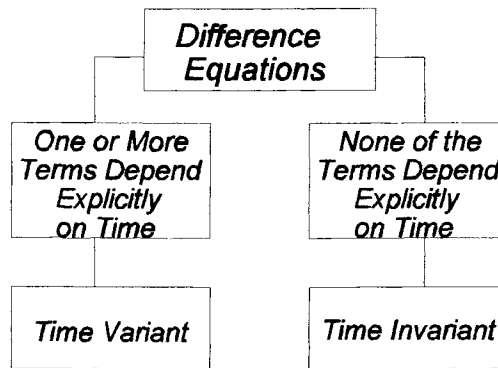 Difference
Equations
One or More
Terms Depend
Explicitly
on Time
None of the
Terms Depend
Explicitly
on Time
Time Variant
Time Invariant